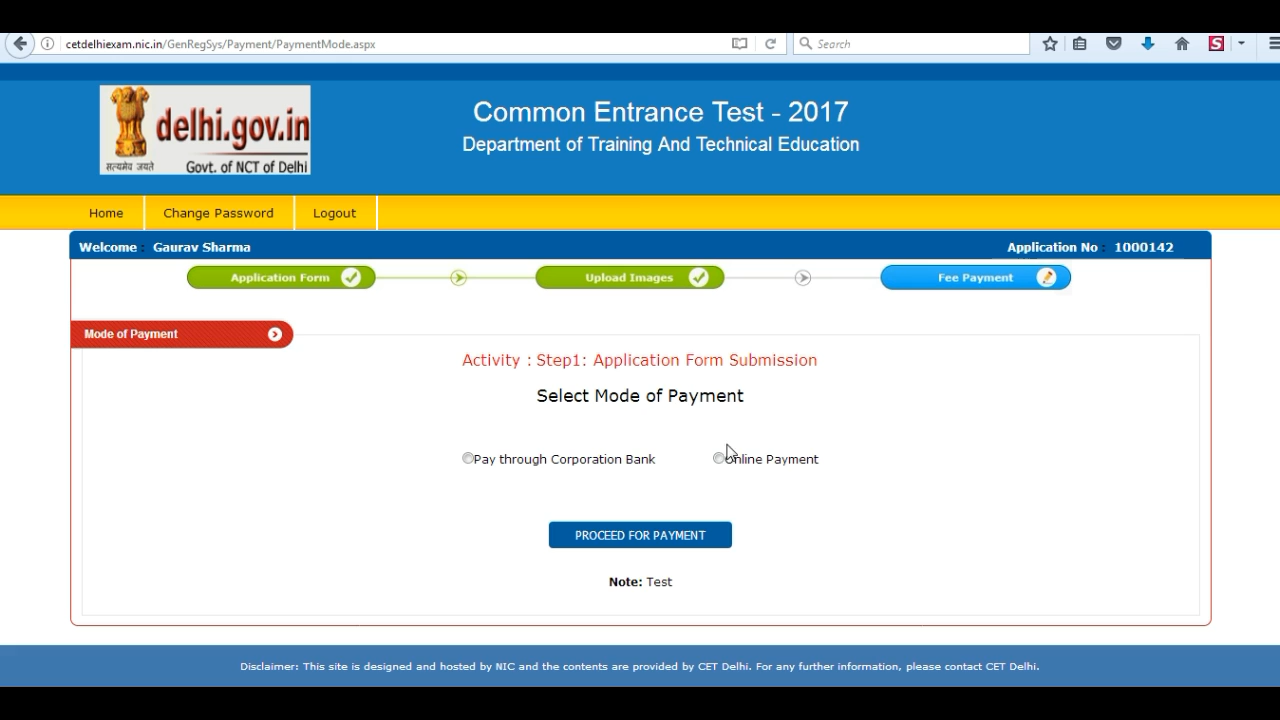 cetdelhiexam.nic.in/GenRegSys/Payment/PaymentMode.aspx
Search
S
delhi.gov.in
सत्यमेव जयते
Govt. of NCT of Delhi
Common Entrance Test - 2017
Department of Training And Technical Education
Home
Change Password
Logout
Welcome : Gaurav Sharma
Application No : 1000142
Application Form
Upload Images
Fee Payment
Mode of Payment
Activity : Step1: Application Form Submission
Select Mode of Payment
Pay through Corporation Bank
Online Payment
PROCEED FOR PAYMENT
Note: Test
Disclaimer: This site is designed and hosted by NIC and the contents are provided by CET Delhi. For any further information, please contact CET Delhi.